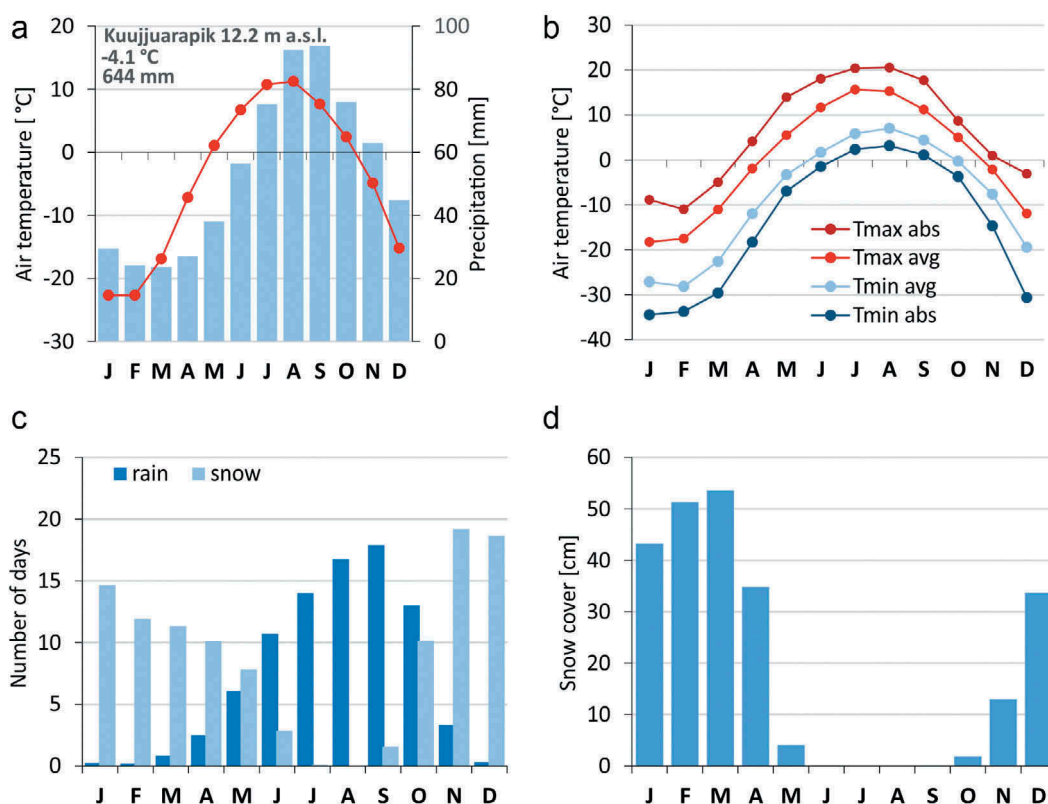 a
Kuujjuarapik 12.2 m a.s.l.
-4.1 °C
644 mm
Air temperature [ °C]
20
10
0
-10
-20
-30
Precipitation [mm]
100
80
60
40
20
0
J F M A M J J A S O N D
b
Air temperature [ °C]
30
20
10
0
-10
-20
-30
-40
Tmax abs
Tmax avg
Tmin avg
Tmin abs
J F M A M J J A S O N D
c
Number of days
25
20
15
10
5
0
rain snow
J F M A M J J A S O N D
d
Snow cover [cm]
60
50
40
30
20
10
0
J F M A M J J A S O N D